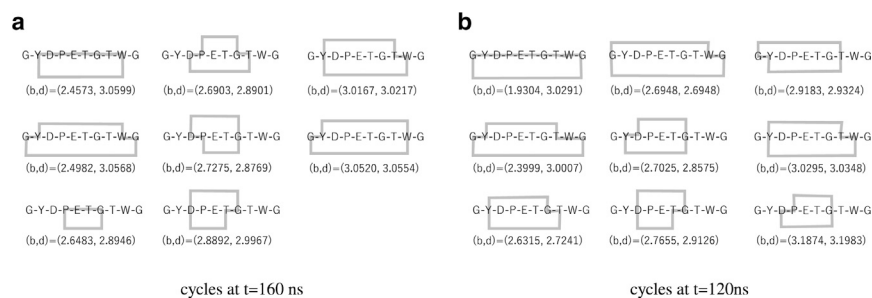 a
G-Y-D-P-E-T-G-T-W-G G-Y-D-P-E-T-G-T-W-G G-Y-D-P-E-T-G-T-W-G
(b,d)=(2.4573, 3.0599) (b,d)=(2.6903, 2.8901) (b,d)=(3.0167, 3.0217)
G-Y-D-P-E-T-G-T-W-G G-Y-D-P-E-T-G-T-W-G G-Y-D-P-E-T-G-T-W-G
(b,d)=(2.4982, 3.0568) (b,d)=(2.7275, 2.8769) (b,d)=(3.0520, 3.0554)
G-Y-D-P-E-T-G-T-W-G G-Y-D-P-E-T-G-T-W-G
(b,d)=(2.6483, 2.8946) (b,d)=(2.8892, 2.9967)
cycles at t=160 ns
b
G-Y-D-P-E-T-G-T-W-G G-Y-D-P-E-T-G-T-W-G G-Y-D-P-E-T-G-T-W-G
(b,d)=(1.9304, 3.0291) (b,d)=(2.6948, 2.6948) (b,d)=(2.9183, 2.9324)
G-Y-D-P-E-T-G-T-W-G G-Y-D-P-E-T-G-T-W-G G-Y-D-P-E-T-G-T-W-G
(b,d)=(2.3999, 3.0007) (b,d)=(2.7025, 2.8575) (b,d)=(3.0295, 3.0348)
G-Y-D-P-E-T-G-T-W-G G-Y-D-P-E-T-G-T-W-G G-Y-D-P-E-T-G-T-W-G
(b,d)=(2.6315, 2.7241) (b,d)=(2.7655, 2.9126) (b,d)=(3.1874, 3.1983)
cycles at t=120ns